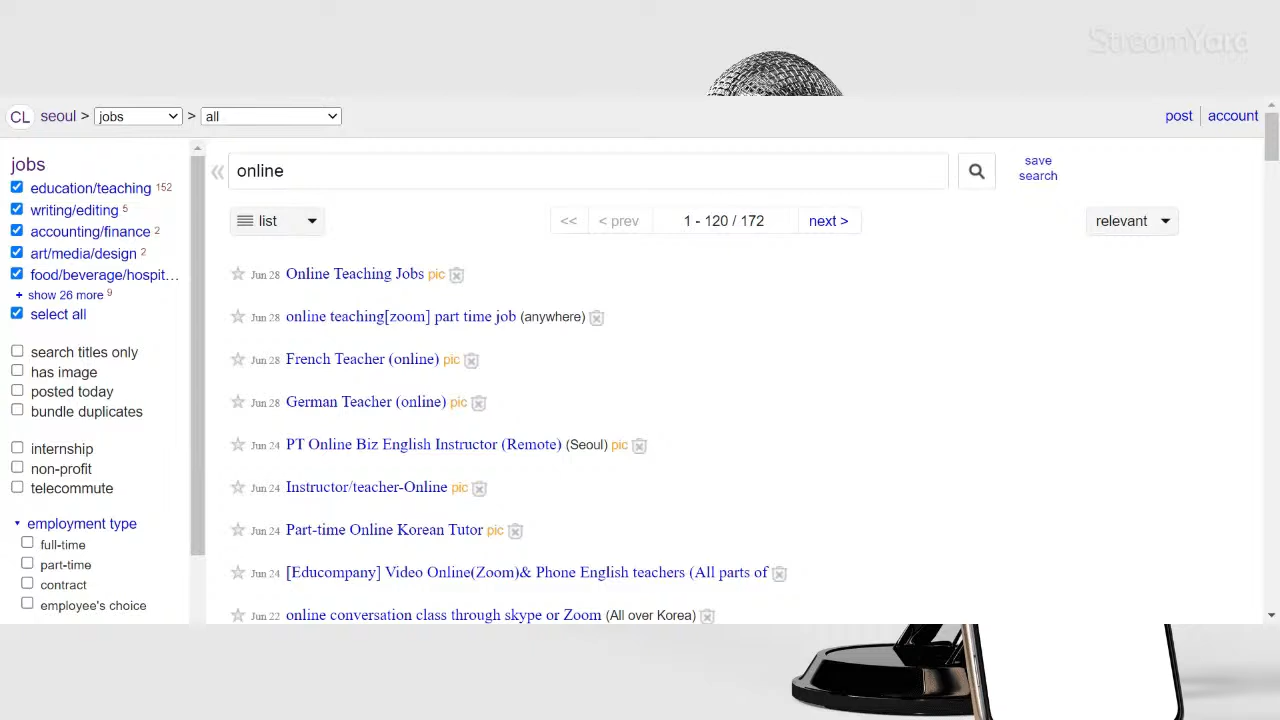 StreamYard
CL seoul > jobs > all post account
jobs
education/teaching 152
writing/editing 5
accounting/finance 2
art/media/design 2
food/beverage/hospit...
+ show 26 more 9
select all
search titles only
has image
posted today
bundle duplicates
internship
non-profit
telecommute
employment type
full-time
part-time
contract
employee's choice
« online save search
list << < prev 1 - 120 / 172 next > relevant
Jun 28 Online Teaching Jobs pic
Jun 28 online teaching[zoom] part time job (anywhere)
Jun 28 French Teacher (online) pic
Jun 28 German Teacher (online) pic
Jun 24 PT Online Biz English Instructor (Remote) (Seoul) pic
Jun 24 Instructor/teacher-Online pic
Jun 24 Part-time Online Korean Tutor pic
Jun 24 [Educompany] Video Online(Zoom)& Phone English teachers (All parts of
Jun 22 online conversation class through skype or Zoom (All over Korea)